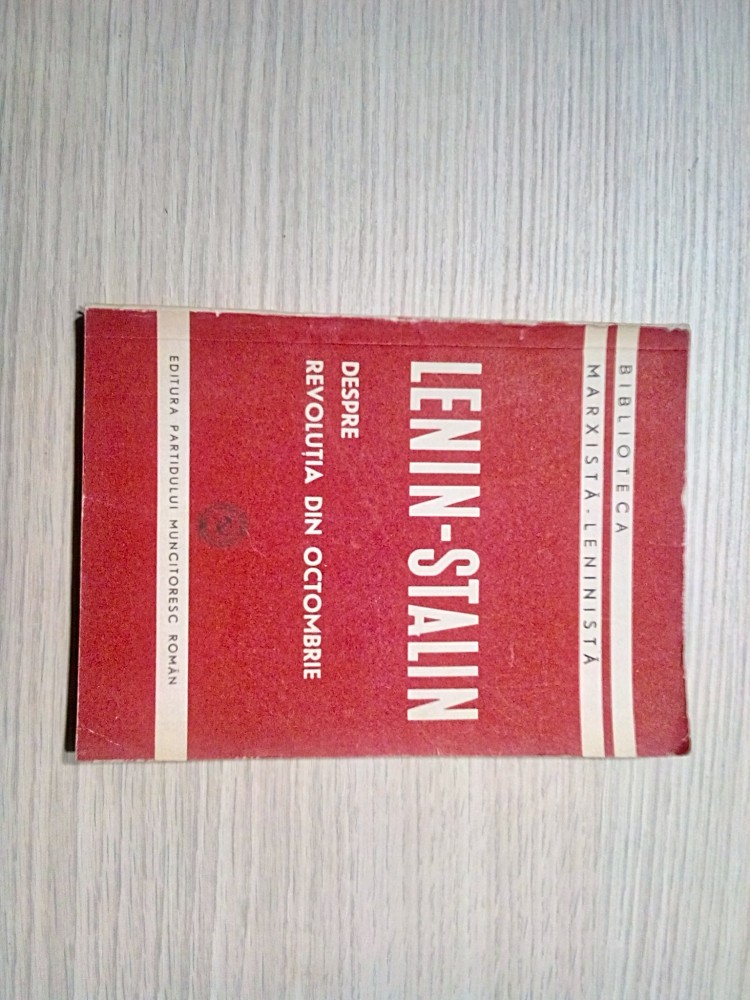 BIBLIOTECA
MARXISTĂ-LENINISTĂ
LENIN-STALIN
DESPRE
REVOLUȚIA DIN OCTOMBRIE
EDITURA PARTIDULUI MUNCITORESC ROMÂN